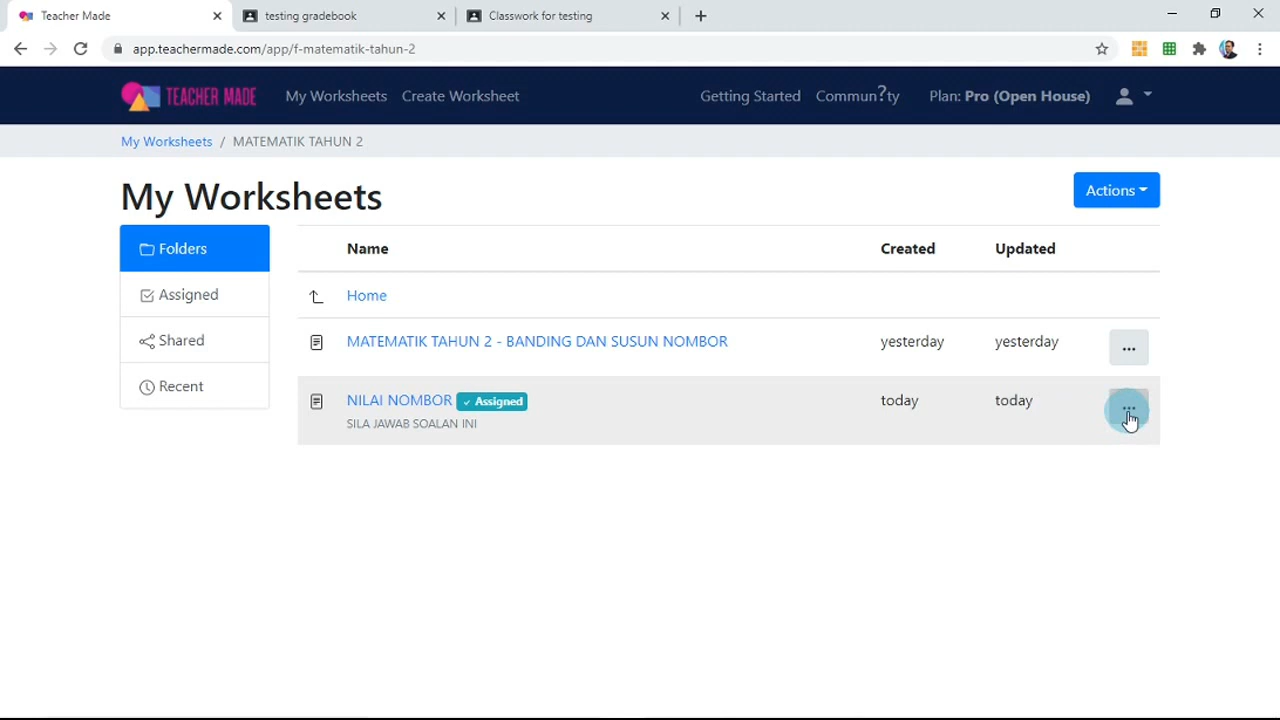 Teacher Made
testing gradebook
Classwork for testing
app.teachermade.com/app/f-matematik-tahun-2
TEACHER MADE
My Worksheets
Create Worksheet
Getting Started
Commun?ty
Plan: Pro (Open House)
My Worksheets / MATEMATIK TAHUN 2
My Worksheets
Actions
Folders
Assigned
Shared
Recent
Name Created Updated
Home
MATEMATIK TAHUN 2 - BANDING DAN SUSUN NOMBOR yesterday yesterday ...
NILAI NOMBOR ✓ Assigned today today ...
SILA JAWAB SOALAN INI